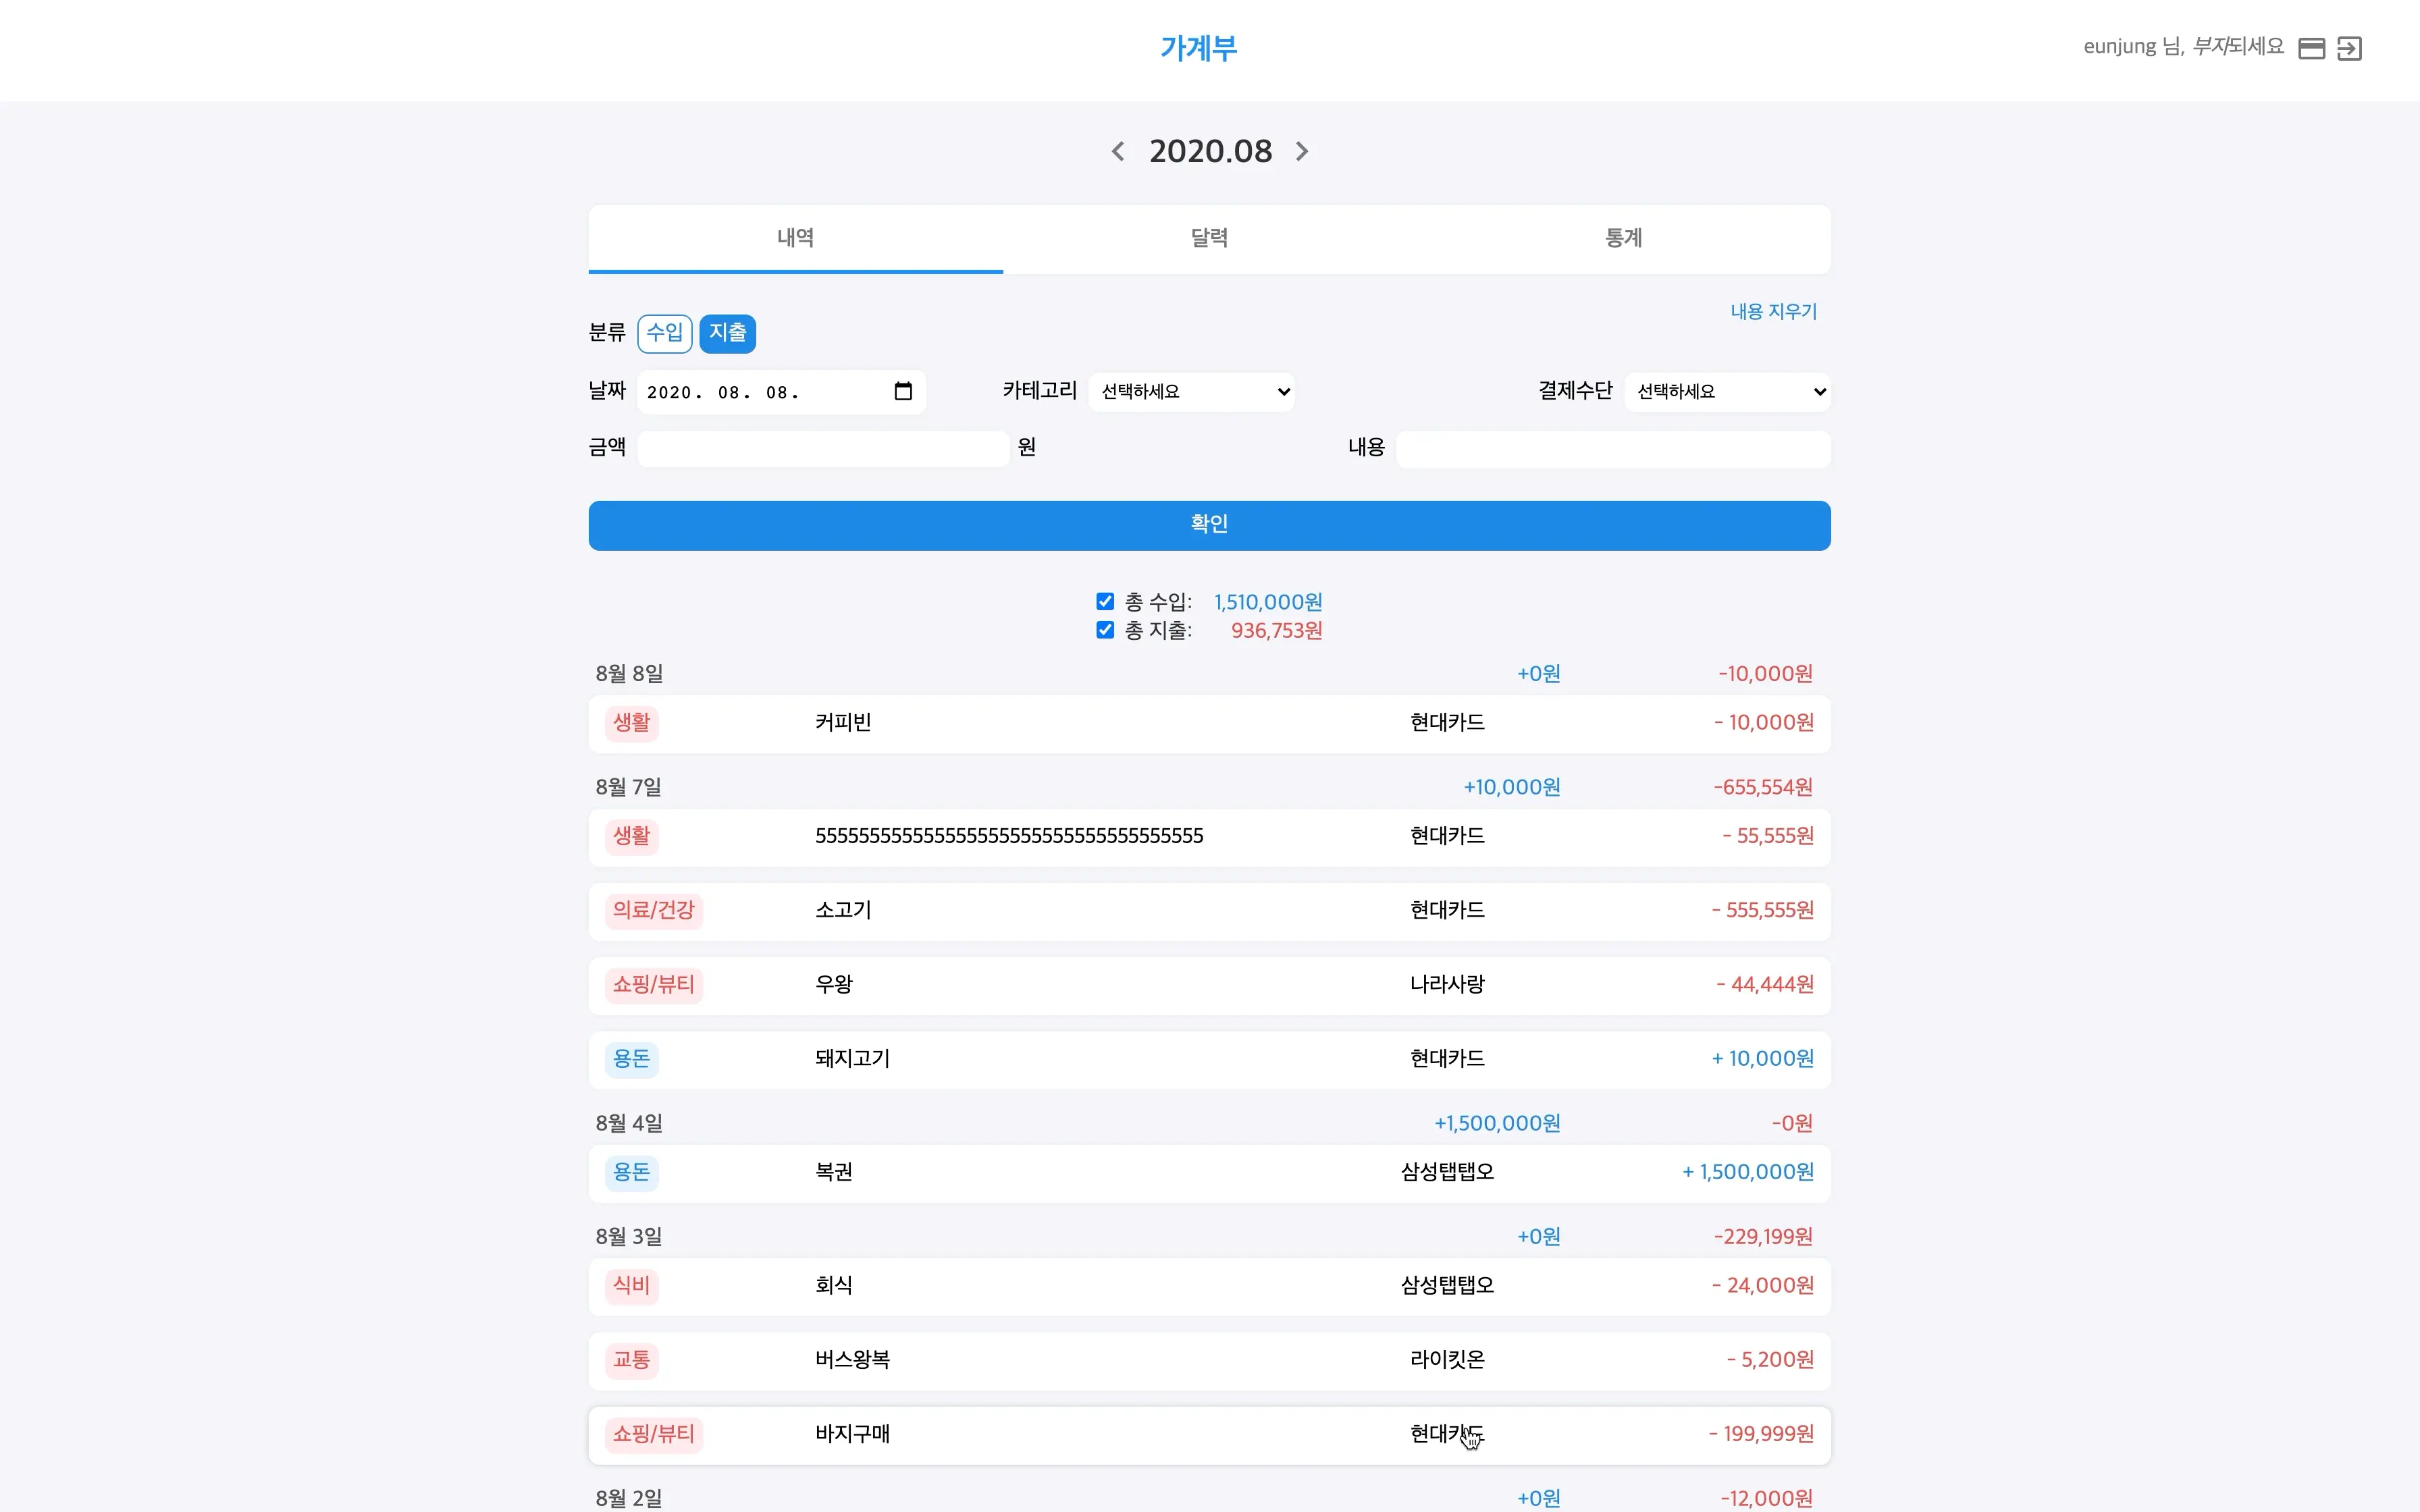 가계부
eunjung 님, 부자되세요
2020.08
내역 달력 통계
내용 지우기
분류 수입 지출
날짜 2020. 08. 08. 카테고리 선택하세요 결제수단 선택하세요
금액 원 내용
확인
총 수입: 1,510,000원
총 지출: 936,753원
8월 8일 +0원 -10,000원
생활 커피빈 현대카드 - 10,000원
8월 7일 +10,000원 -655,554원
생활 555555555555555555555555555555555555 현대카드 - 55,555원
의료/건강 소고기 현대카드 - 555,555원
쇼핑/뷰티 우왕 나라사랑 - 44,444원
용돈 돼지고기 현대카드 + 10,000원
8월 4일 +1,500,000원 -0원
용돈 복권 삼성탭탭오 + 1,500,000원
8월 3일 +0원 -229,199원
식비 회식 삼성탭탭오 - 24,000원
교통 버스왕복 라이킷온 - 5,200원
쇼핑/뷰티 바지구매 현대카드 - 199,999원
8월 2일 +0원 -12,000원